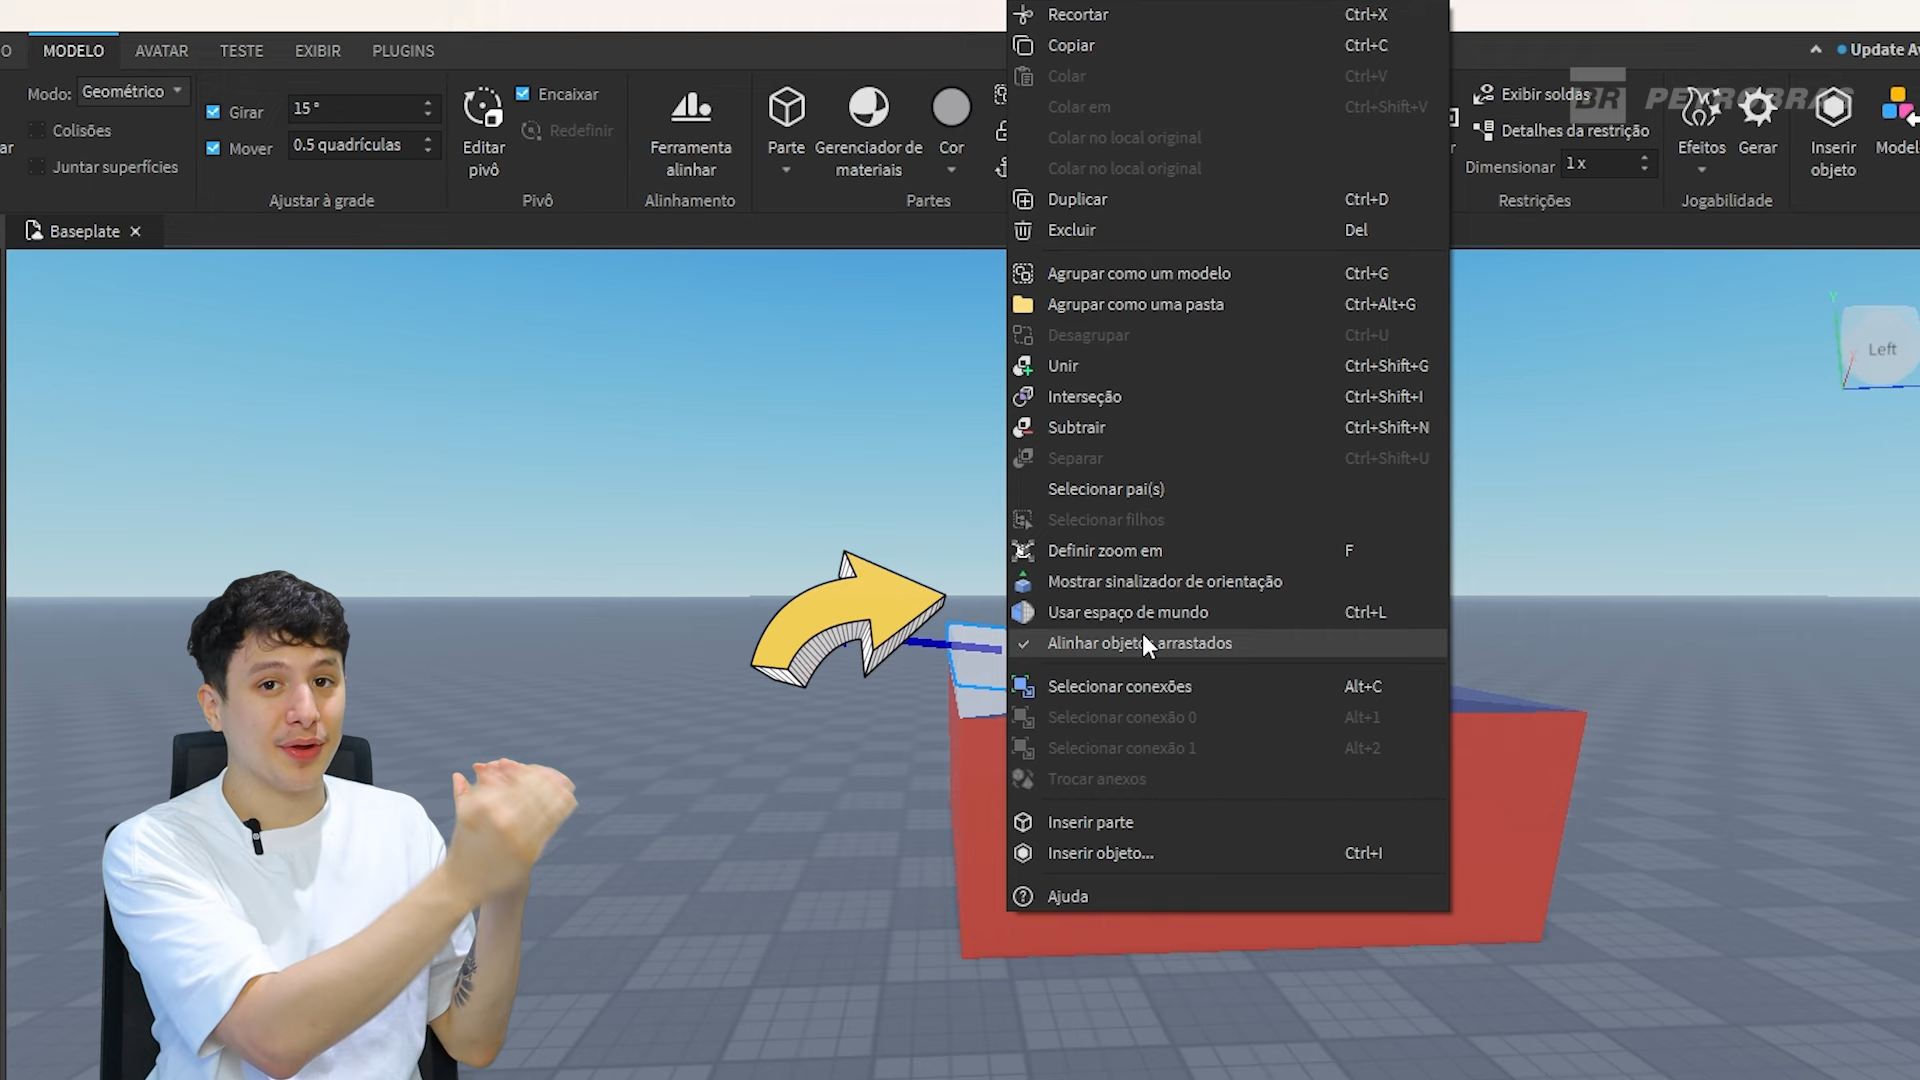 O MODELO AVATAR TESTE EXIBIR PLUGINS
Update Av
Modo: Geométrico
Colisões
Juntar superfícies
ar
Girar 15 °
Mover 0.5 quadrículas
Ajustar à grade
Editar pivô
Encaixar
Redefinir
Pivô
Ferramenta alinhar
Alinhamento
Parte
Gerenciador de materiais
Cor
Partes
Exibir soldas
Detalhes da restrição
Dimensionar 1 x
Restrições
r
BR PETROBRAS
Efeitos
Gerar
Jogabilidade
Inserir objeto
Model
Baseplate
Recortar Ctrl+X
Copiar Ctrl+C
Colar Ctrl+V
Colar em Ctrl+Shift+V
Colar no local original
Colar no local original
Duplicar Ctrl+D
Excluir Del
Agrupar como um modelo Ctrl+G
Agrupar como uma pasta Ctrl+Alt+G
Desagrupar Ctrl+U
Unir Ctrl+Shift+G
Interseção Ctrl+Shift+I
Subtrair Ctrl+Shift+N
Separar Ctrl+Shift+U
Selecionar pai(s)
Selecionar filhos
Definir zoom em F
Mostrar sinalizador de orientação
Usar espaço de mundo Ctrl+L
Alinhar objetos arrastados
Selecionar conexões Alt+C
Selecionar conexão 0 Alt+1
Selecionar conexão 1 Alt+2
Trocar anexos
Inserir parte
Inserir objeto... Ctrl+I
Ajuda
Y
Left